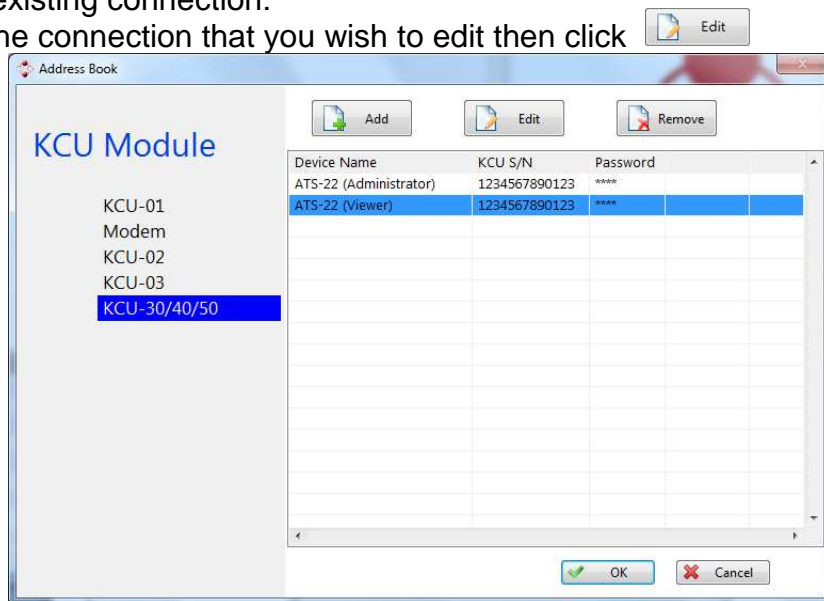 existing connection.
he connection that you wish to edit then click Edit
Address Book
Add Edit Remove
KCU Module
Device Name KCU S/N Password
ATS-22 (Administrator) 1234567890123 ****
ATS-22 (Viewer) 1234567890123 ****
KCU-01
Modem
KCU-02
KCU-03
KCU-30/40/50
OK Cancel